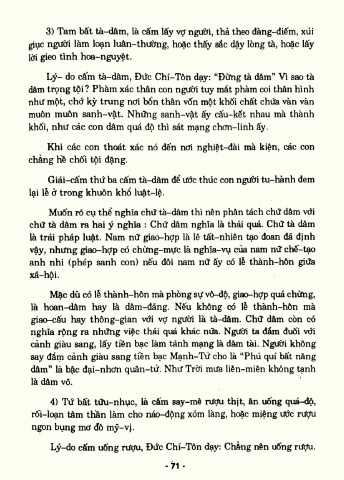 3) Tam bất tà-dâm, là cấm lấy vợ người, thả theo đàng-điếm, xúi
giục người làm loạn luân-thường, hoặc thấy sắc dậy lòng tà, hoặc lấy
lời gieo tình hoa-nguyệt.
Lý- do cấm tà-dâm, Đức Chí-Tôn dạy: “Đừng tà dâm” Vì sao tà
dâm trọng tội? Phàm xác thân con người tuy mắt phàm coi thân hình
như một, chớ kỳ trung nơi bổn thân vốn một khối chất chứa vàn vàn
muôn muôn sanh-vật. Những sanh-vật ấy cấu-kết nhau mà thành
khối, như các con dâm quá độ thì sát mạng chơn-linh ấy.
Khi các con thoát xác nó đến nơi nghiệt-đài mà kiện, các con
chẳng hề chối tội đặng.
Giái-cấm thứ ba cấm tà-dâm để ước thúc con người tu-hành đem
lại lẽ ở trong khuôn khổ luật-lệ.
Muốn rõ cụ thể nghĩa chữ tà-dâm thì nên phân tách chữ dâm với
chữ tà dâm ra hai ý nghĩa : Chữ dâm nghĩa là thái quá. Chữ tà dâm
là trái pháp luật. Nam nữ giao-hợp là lẽ tất-nhiên tạo đoan đã định
vậy, nhưng giao-hợp có chừng-mực là nghĩa-vụ của nam nữ chế-tạo
anh nhi (phép sanh con) nếu đôi nam nữ ấy có lễ thành-hôn giữa
xã-hội.
Mặc dù có lễ thành-hôn mà phòng sự vô-độ, giao-hợp quá chừng,
là hoan-dâm hay là dâm-đãng. Nếu không có lễ thành-hôn mà
giao-cấu hay thông-gian với vợ người là tà-dâm. Chữ dâm còn có
nghĩa rộng ra những việc thái quá khác nữa. Người ta đắm đuối với
cảnh giàu sang, lấy tiền bạc làm tánh mạng là dâm tài. Người không
say đắm cảnh giàu sang tiền bạc Mạnh-Tử cho là “Phú quí bất năng
dâm” là bậc đại-nhơn quân-tử. Như Trời mưa liên-miên không tạnh
là dâm võ.
4) Tứ bất tửu-nhục, là cấm say-mê rượu thịt, ăn uống quá-độ,
rối-loạn tâm thần làm cho náo-động xóm làng, hoặc miệng ước rượu
ngon bụng mơ đồ mỹ-vị.
Lý-do cấm uống rượu, Đức Chí-Tôn dạy: Chẳng nên uống rượu.
- 71 -